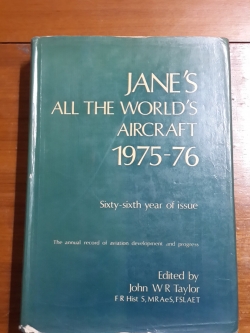 JANE'S
ALL THE WORLD'S
AIRCRAFT
1975-76
Sixty-sixth year of issue
The annual record of aviation development and progress
Edited by
John W R Taylor
F R Hist S, MRAeS, FSLAET